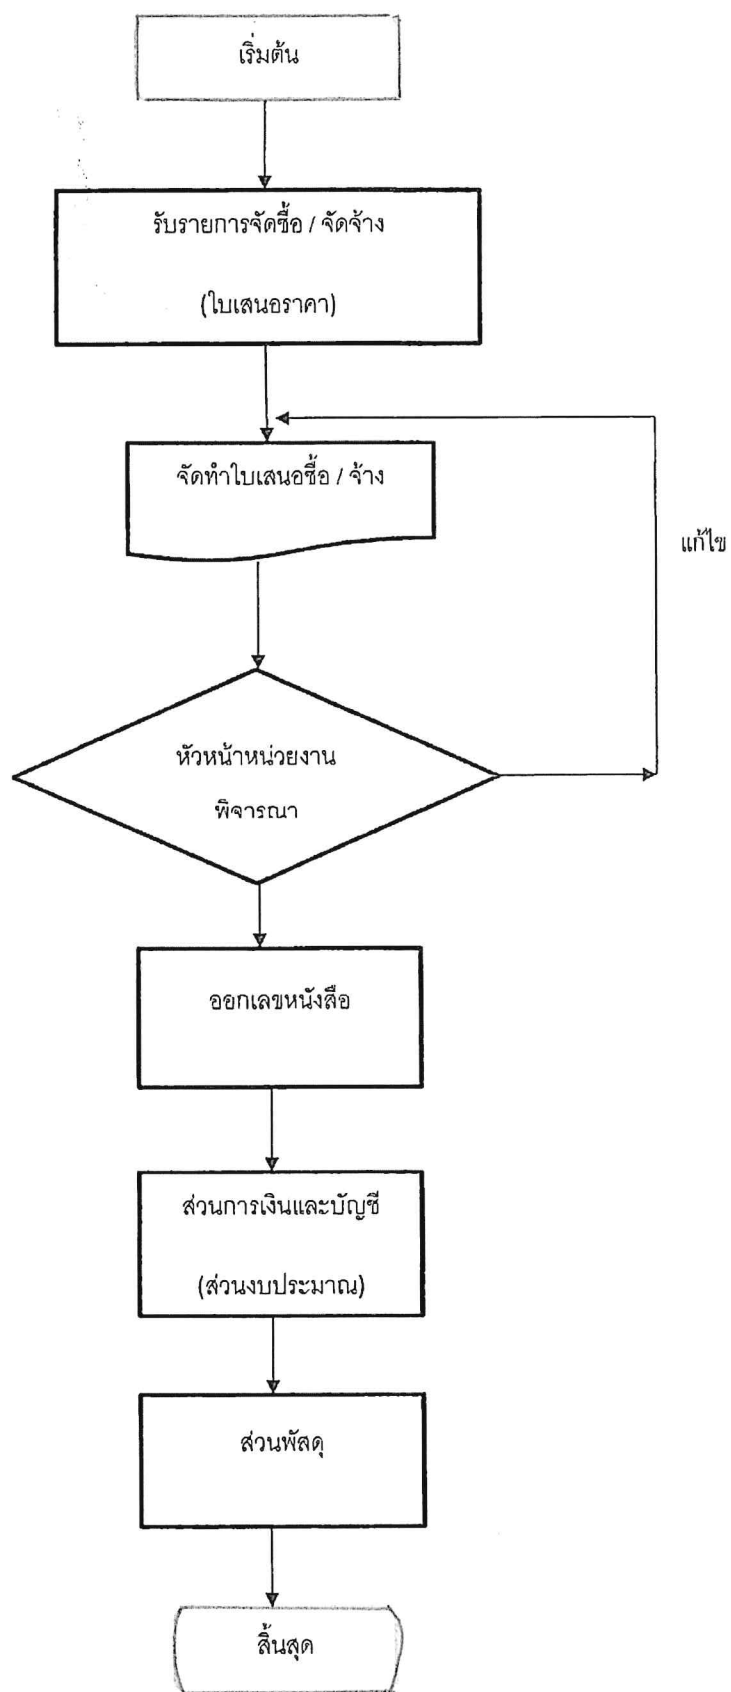 เริ่มต้น
รับรายการจัดซื้อ / จัดจ้าง
(ใบเสนอราคา)
จัดทำใบเสนอซื้อ / จ้าง
แก้ไข
หัวหน้าหน่วยงาน
พิจารณา
ออกเลขหนังสือ
ส่วนการเงินและบัญชี
(ส่วนงบประมาณ)
ส่วนพัสดุ
สิ้นสุด